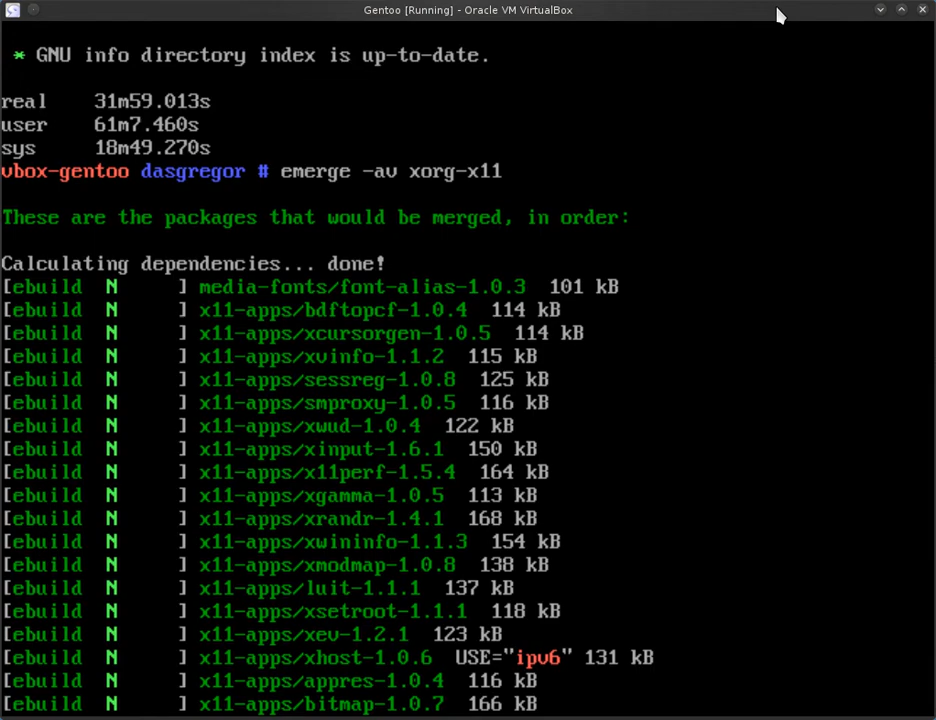 Gentoo [Running] - Oracle VM VirtualBox
* GNU info directory index is up-to-date.
real    31m59.013s
user    61m7.460s
sys     18m49.270s
vbox-gentoo dasgregor # emerge -av xorg-x11
These are the packages that would be merged, in order:
Calculating dependencies... done!
[ebuild  N     ] media-fonts/font-alias-1.0.3  101 kB
[ebuild  N     ] x11-apps/bdftopcf-1.0.4  114 kB
[ebuild  N     ] x11-apps/xcursorgen-1.0.5  114 kB
[ebuild  N     ] x11-apps/xvinfo-1.1.2  115 kB
[ebuild  N     ] x11-apps/sessreg-1.0.8  125 kB
[ebuild  N     ] x11-apps/smproxy-1.0.5  116 kB
[ebuild  N     ] x11-apps/xwud-1.0.4  122 kB
[ebuild  N     ] x11-apps/xinput-1.6.1  150 kB
[ebuild  N     ] x11-apps/x11perf-1.5.4  164 kB
[ebuild  N     ] x11-apps/xgamma-1.0.5  113 kB
[ebuild  N     ] x11-apps/xrandr-1.4.1  168 kB
[ebuild  N     ] x11-apps/xwininfo-1.1.3  154 kB
[ebuild  N     ] x11-apps/xmodmap-1.0.8  138 kB
[ebuild  N     ] x11-apps/luit-1.1.1  137 kB
[ebuild  N     ] x11-apps/xsetroot-1.1.1  118 kB
[ebuild  N     ] x11-apps/xev-1.2.1  123 kB
[ebuild  N     ] x11-apps/xhost-1.0.6  USE="ipv6" 131 kB
[ebuild  N     ] x11-apps/appres-1.0.4  116 kB
[ebuild  N     ] x11-apps/bitmap-1.0.7  166 kB